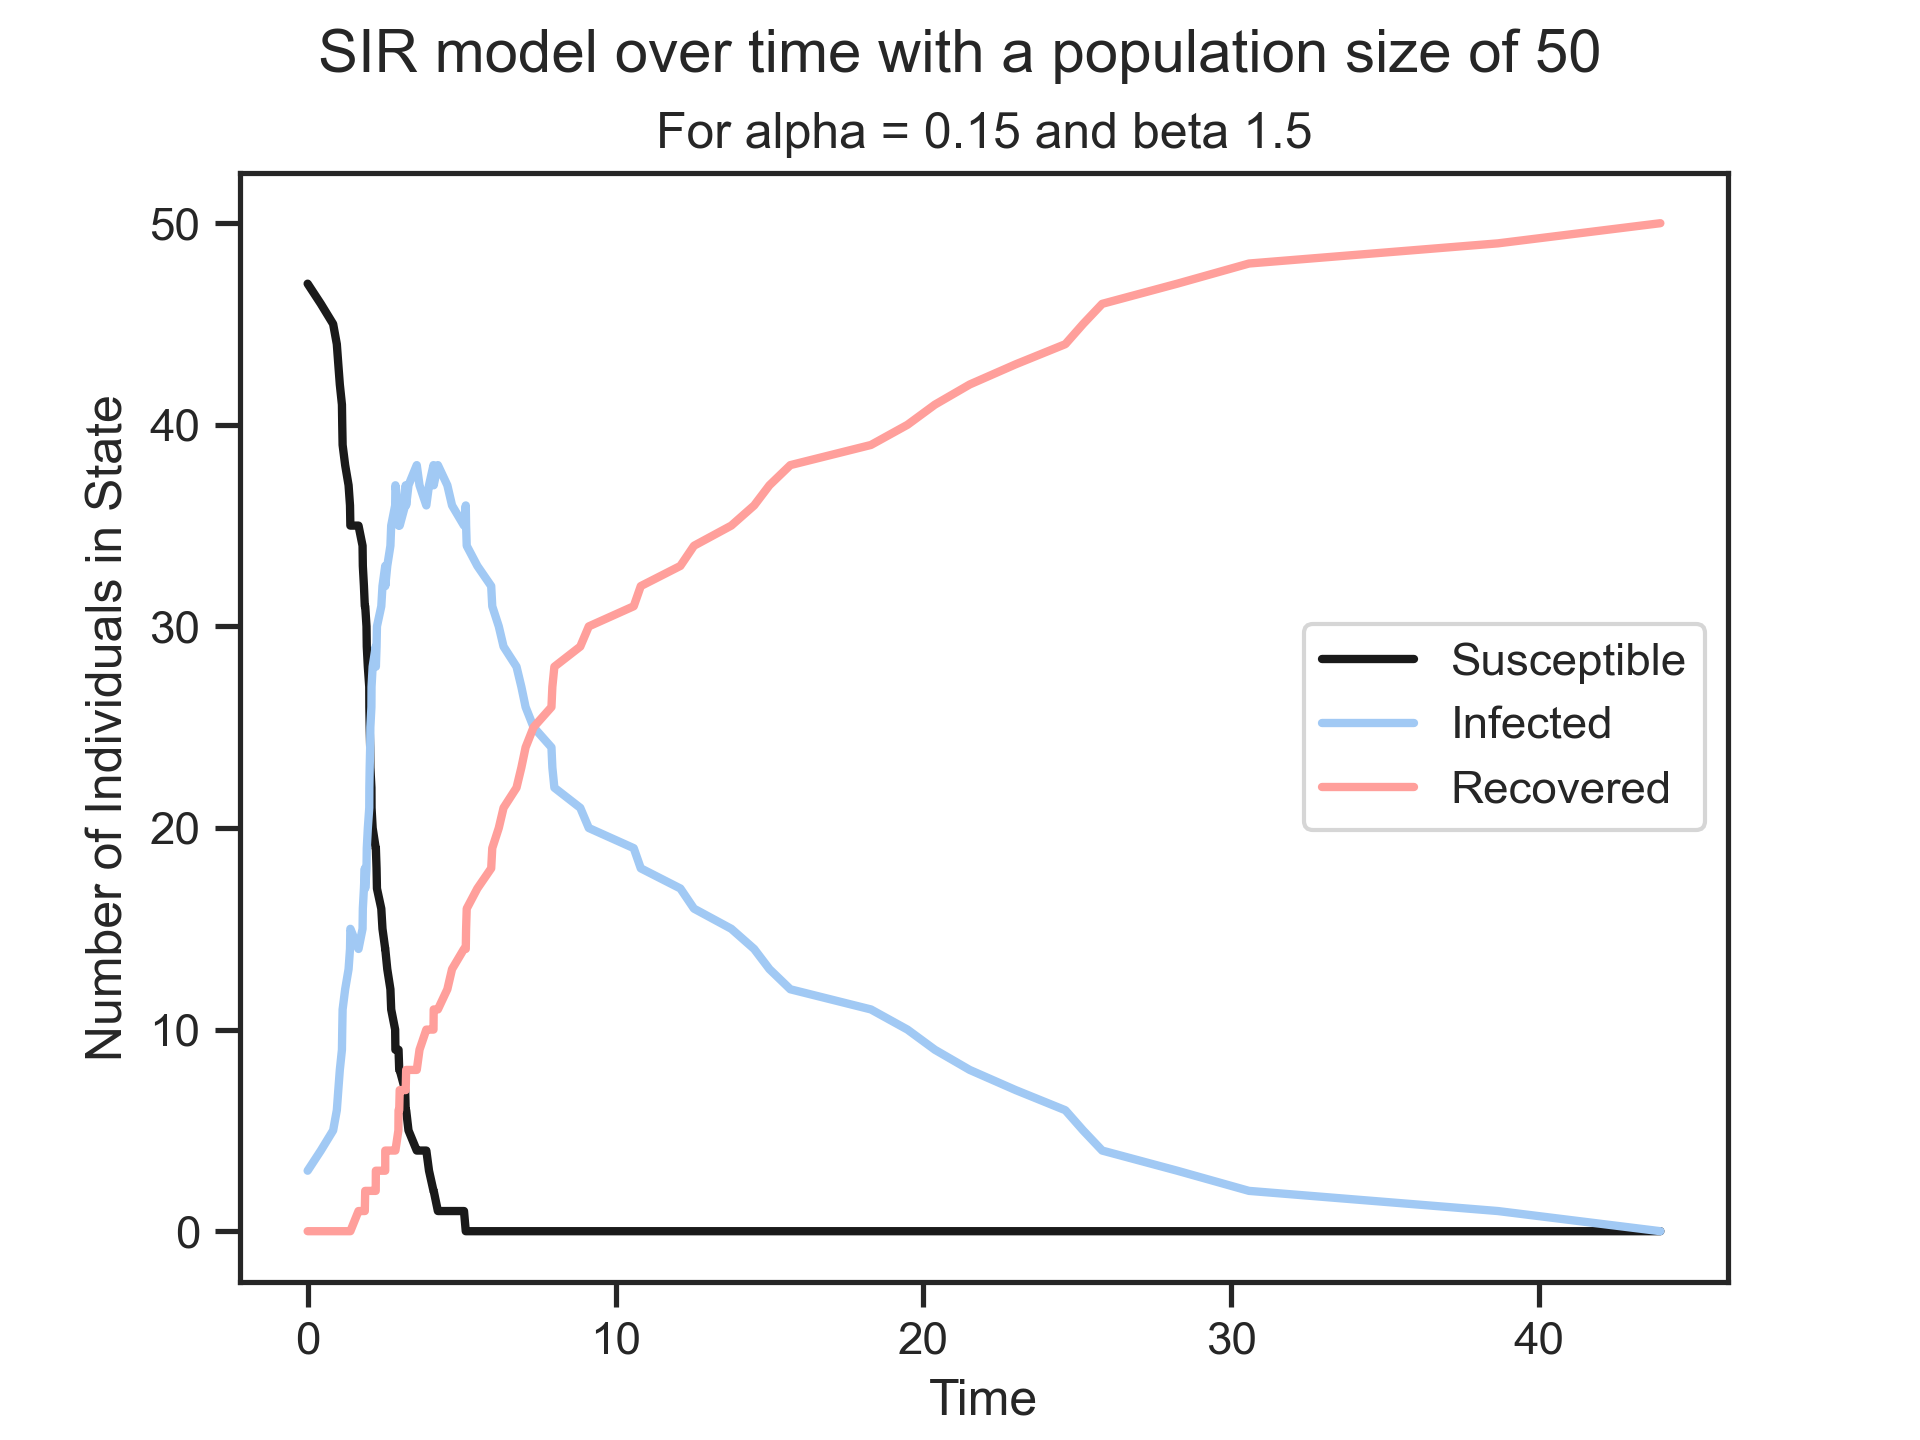 SIR model over time with a population size of 50
For alpha = 0.15 and beta 1.5
Number of Individuals in State
50
40
30
20
10
0
Susceptible
Infected
Recovered
0 10 20 30 40
Time